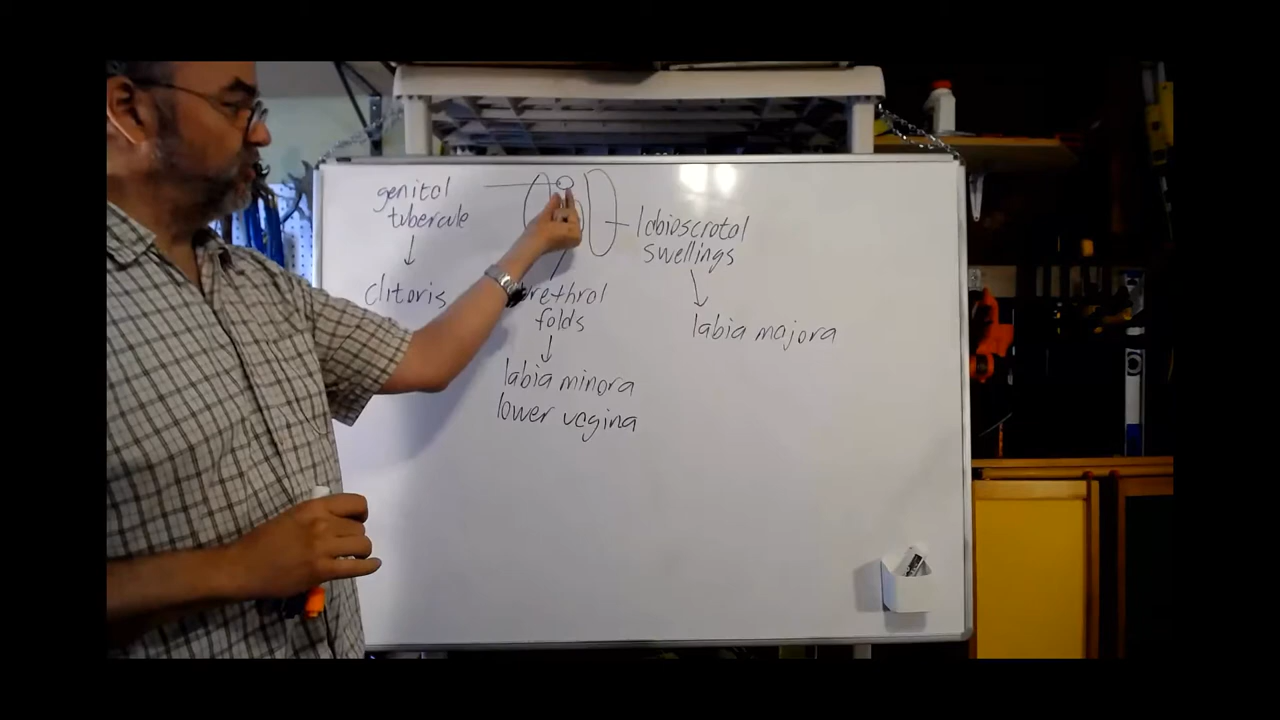 genital
tubercule
clitoris
urethral
folds
labia minora
lower vagina
labioscrotal
swellings
labia majora